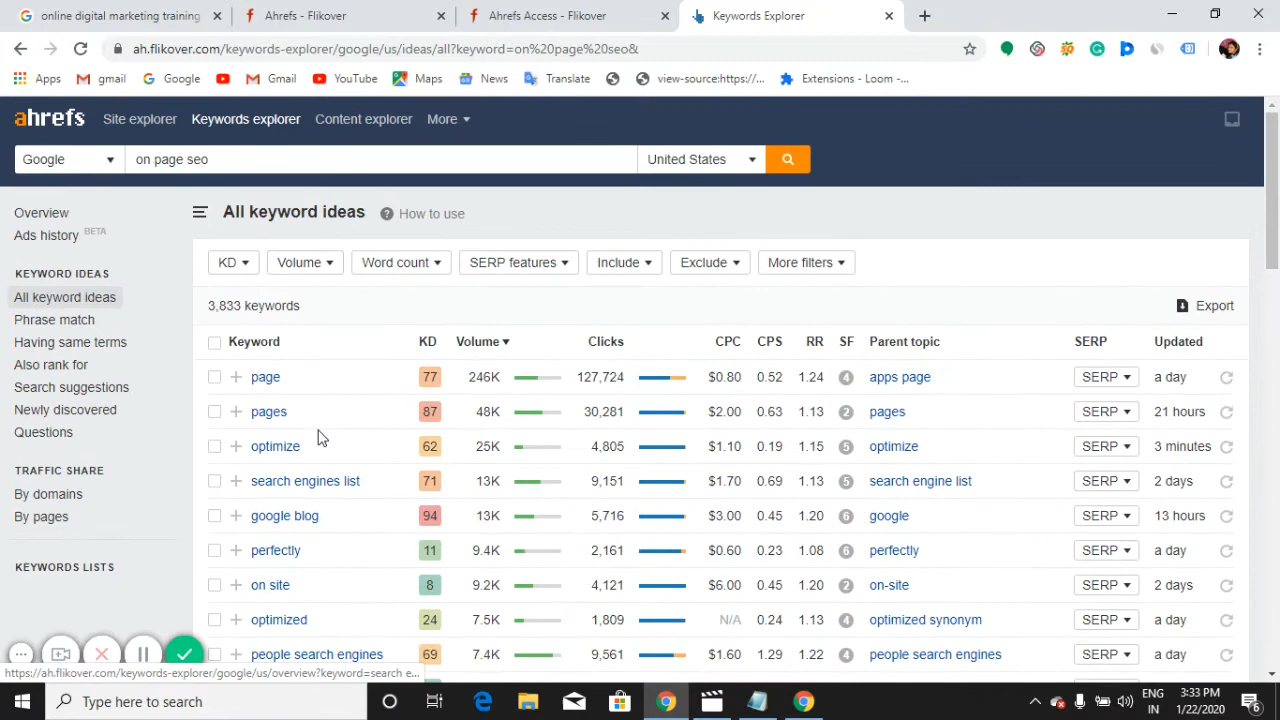 online digital marketing training
Ahrefs - Flikover
Ahrefs Access - Flikover
Keywords Explorer
ah.flikover.com/keywords-explorer/google/us/ideas/all?keyword=on%20page%20seo&
Apps
gmail
Google
Gmail
YouTube
Maps
News
Translate
view-source:https://...
Extensions - Loom -...
ahrefs
Site explorer
Keywords explorer
Content explorer
More
Google
on page seo
United States
Overview
Ads history BETA
KEYWORD IDEAS
All keyword ideas
Phrase match
Having same terms
Also rank for
Search suggestions
Newly discovered
Questions
TRAFFIC SHARE
By domains
By pages
KEYWORDS LISTS
All keyword ideas
? How to use
KD
Volume
Word count
SERP features
Include
Exclude
More filters
3,833 keywords
Export
Keyword KD Volume Clicks CPC CPS RR SF Parent topic SERP Updated
page 77 246K 127,724 $0.80 0.52 1.24 4 apps page SERP a day
pages 87 48K 30,281 $2.00 0.63 1.13 2 pages SERP 21 hours
optimize 62 25K 4,805 $1.10 0.19 1.15 5 optimize SERP 3 minutes
search engines list 71 13K 9,151 $1.70 0.69 1.13 5 search engine list SERP 2 days
google blog 94 13K 5,716 $3.00 0.45 1.20 6 google SERP 13 hours
perfectly 11 9.4K 2,161 $0.60 0.23 1.08 6 perfectly SERP a day
on site 8 9.2K 4,121 $6.00 0.45 1.20 2 on-site SERP 2 days
optimized 24 7.5K 1,809 N/A 0.24 1.13 4 optimized synonym SERP a day
people search engines 69 7.4K 9,561 $1.60 1.29 1.22 4 people search engines SERP a day
https://ah.flikover.com/keywords-explorer/google/us/overview?keyword=search e...
Type here to search
ENG
IN
3:33 PM
1/22/2020
6